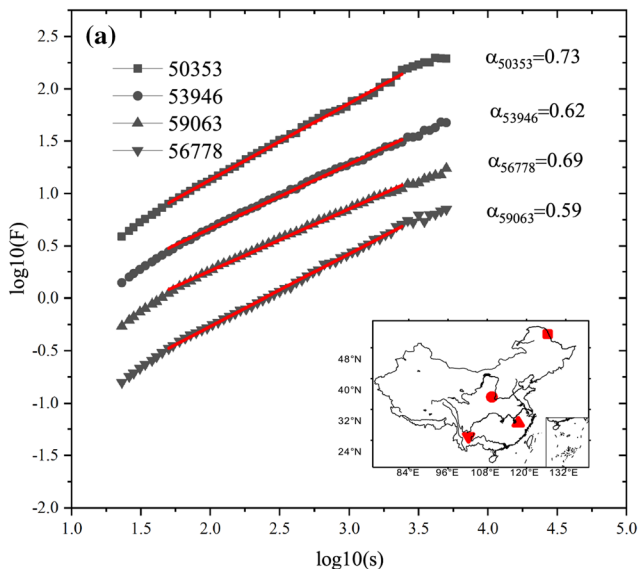 (a)
50353
53946
59063
56778
α50353=0.73
α53946=0.62
α56778=0.69
α59063=0.59
log10(F)
2.5
2.0
1.5
1.0
0.5
0.0
-0.5
-1.0
-1.5
-2.0
48°N
40°N
32°N
24°N
84°E 96°E 108°E 120°E 132°E
1.0 1.5 2.0 2.5 3.0 3.5 4.0 4.5 5.0
log10(s)